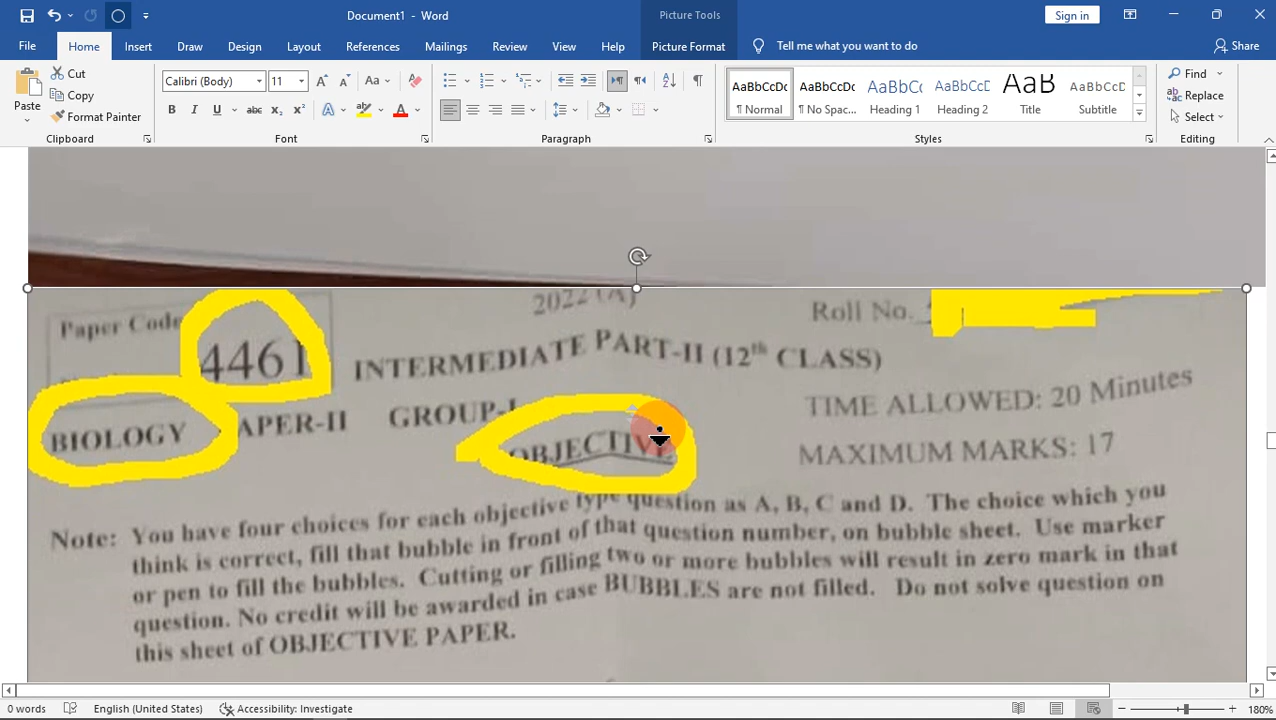 Document1 - Word
Picture Tools
Sign in
File
Home
Insert
Draw
Design
Layout
References
Mailings
Review
View
Help
Picture Format
Tell me what you want to do
Share
Paste
Cut
Copy
Format Painter
Clipboard
Calibri (Body)
11
Font
Paragraph
AaBbCcDc
¶ Normal
AaBbCcDc
¶ No Spac...
AaBbCc
Heading 1
AaBbCcD
Heading 2
AaB
Title
AaBbCcD
Subtitle
Styles
Find
Replace
Select
Editing
2022 (A)
Roll No.
Paper Code
4461
INTERMEDIATE PART-II (12th CLASS)
BIOLOGY APER-II GROUP-I
TIME ALLOWED: 20 Minutes
OBJECTIVE
MAXIMUM MARKS: 17
Note: You have four choices for each objective type question as A, B, C and D. The choice which you
think is correct, fill that bubble in front of that question number, on bubble sheet. Use marker
or pen to fill the bubbles. Cutting or filling two or more bubbles will result in zero mark in that
question. No credit will be awarded in case BUBBLES are not filled. Do not solve question on
this sheet of OBJECTIVE PAPER.
0 words
English (United States)
Accessibility: Investigate
180%